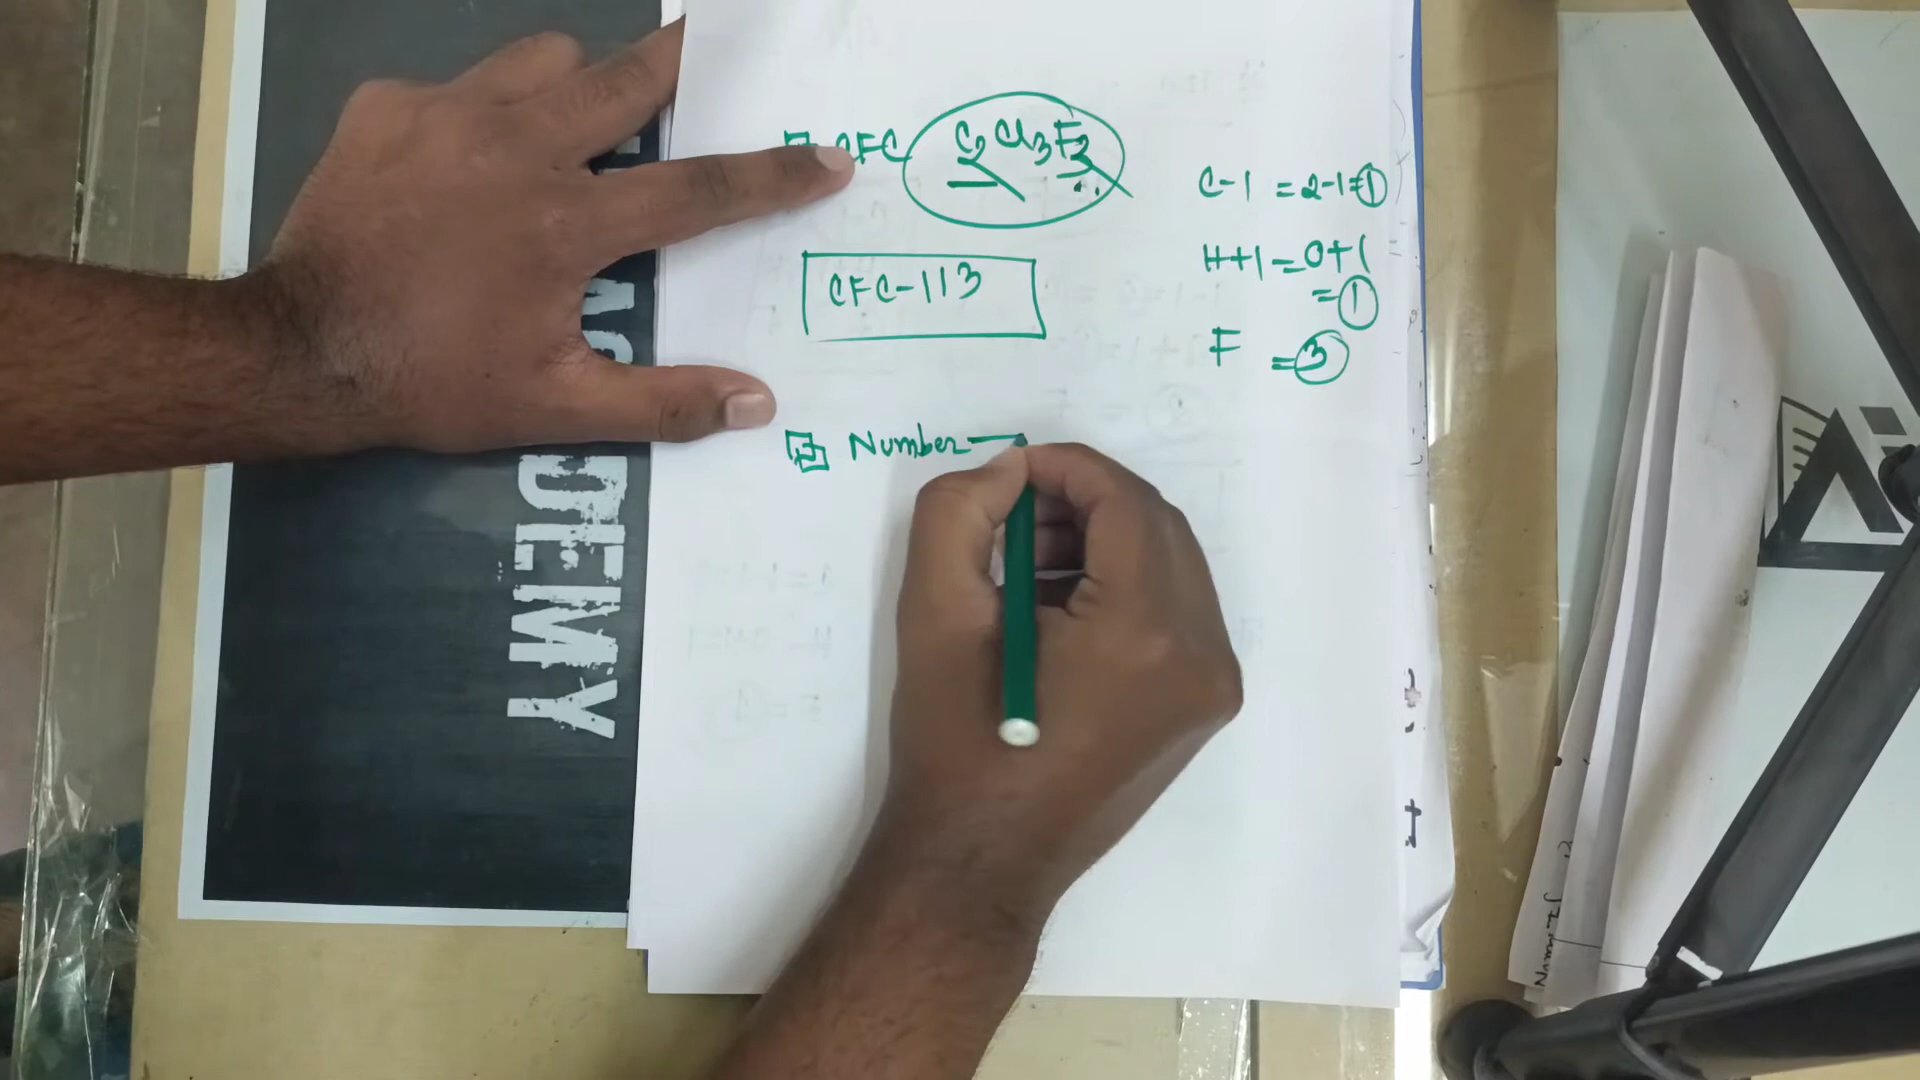 CFC C₂Cl₃F₃
C-1 = 2-1=1
H+1 = 0+1
= 1
CFC-113
F = 3
Number
DEMY